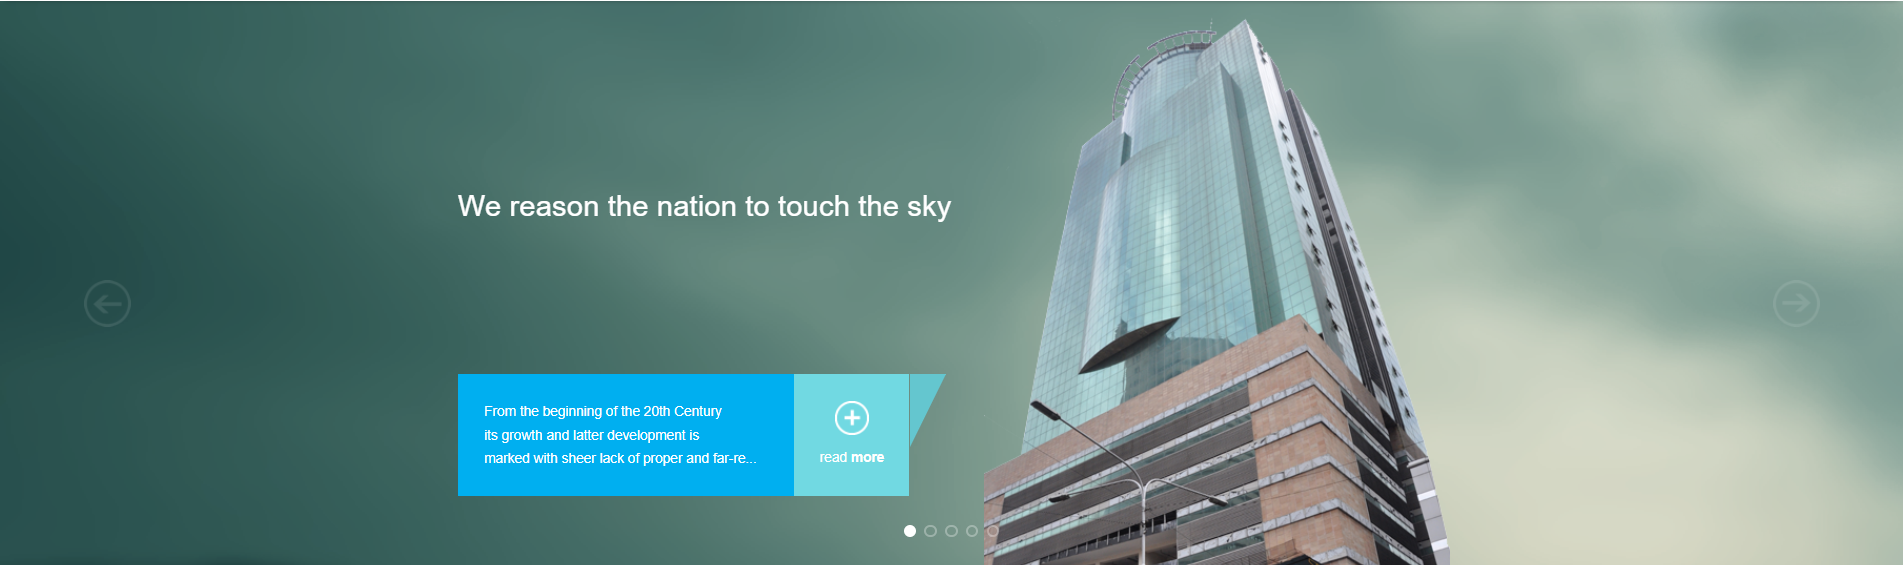 We reason the nation to touch the sky
From the beginning of the 20th Century
its growth and latter development is
marked with sheer lack of proper and far-re...
read more